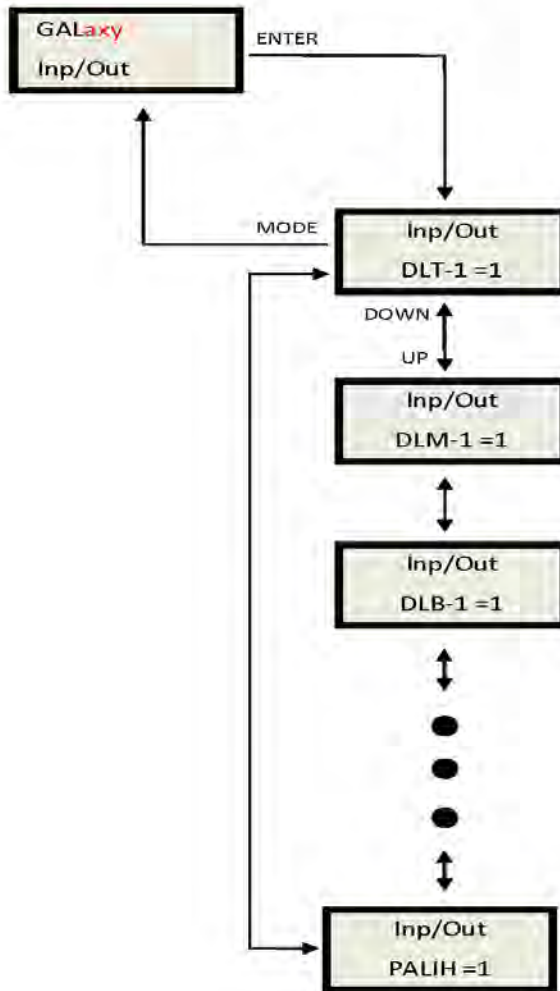 GALaxy
Inp/Out
ENTER
MODE
Inp/Out
DLT-1 =1
DOWN
UP
Inp/Out
DLM-1 =1
Inp/Out
DLB-1 =1
Inp/Out
PALIH =1